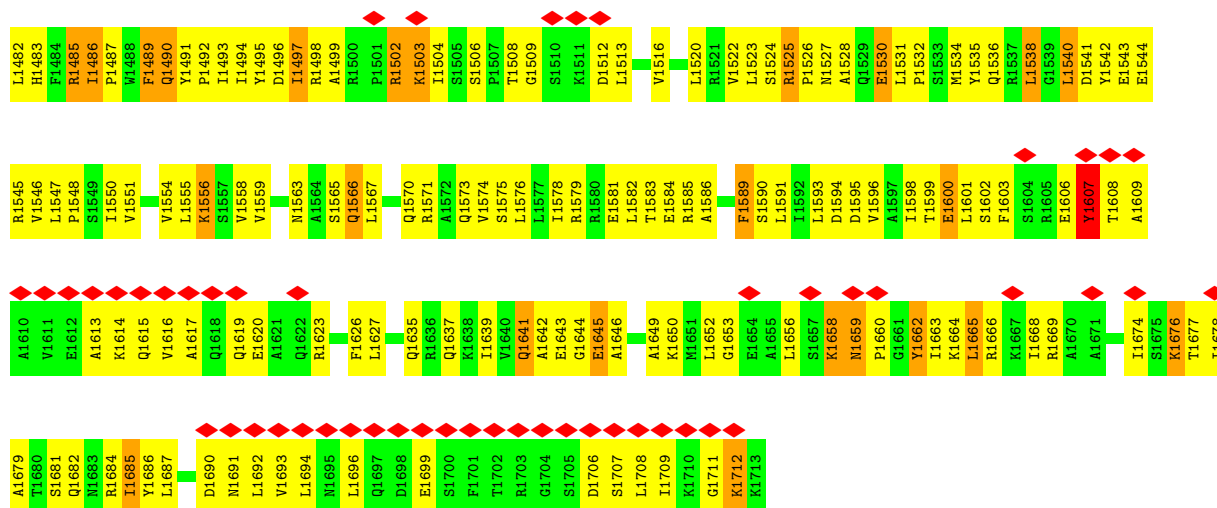 L1482 H1483 F1484 R1485 I1486 P1487 W1488 F1489 Q1490 Y1491 P1492 I1493 I1494 Y1495 D1496 I1497 R1498 A1499 R1500 P1501 R1502 K1503 I1504 S1505 S1506 P1507 T1508 G1509 S1510 K1511 D1512 L1513 V1516 L1520 R1521 V1522 L1523 S1524 R1525 P1526 N1527 A1528 Q1529 E1530 L1531 P1532 S1533 M1534 Y1535 Q1536 R1537 L1538 G1539 L1540 D1541 Y1542 E1543 E1544
R1545 V1546 L1547 P1548 S1549 I1550 V1551 V1554 L1555 K1556 S1557 V1558 V1559 N1563 A1564 S1565 Q1566 L1567 Q1570 R1571 A1572 Q1573 V1574 S1575 L1576 L1577 I1578 R1579 R1580 E1581 L1582 T1583 E1584 R1585 A1586 F1589 S1590 L1591 I1592 L1593 D1594 D1595 V1596 A1597 I1598 T1599 E1600 L1601 S1602 F1603 S1604 R1605 E1606 Y1607 T1608 A1609
A1610 V1611 E1612 A1613 K1614 Q1615 V1616 A1617 Q1618 Q1619 E1620 A1621 Q1622 R1623 F1626 L1627 Q1635 R1636 Q1637 K1638 I1639 V1640 Q1641 A1642 E1643 G1644 E1645 A1646 A1649 K1650 M1651 L1652 G1653 E1654 A1655 L1656 S1657 K1658 N1659 P1660 G1661 Y1662 I1663 K1664 L1665 R1666 K1667 I1668 R1669 A1670 A1671 I1674 S1675 K1676 T1677 I1678
A1679 T1680 S1681 Q1682 N1683 R1684 I1685 Y1686 L1687 D1690 N1691 L1692 V1693 L1694 N1695 L1696 Q1697 D1698 E1699 S1700 F1701 T1702 R1703 G1704 S1705 D1706 S1707 L1708 I1709 K1710 G1711 K1712 K1713